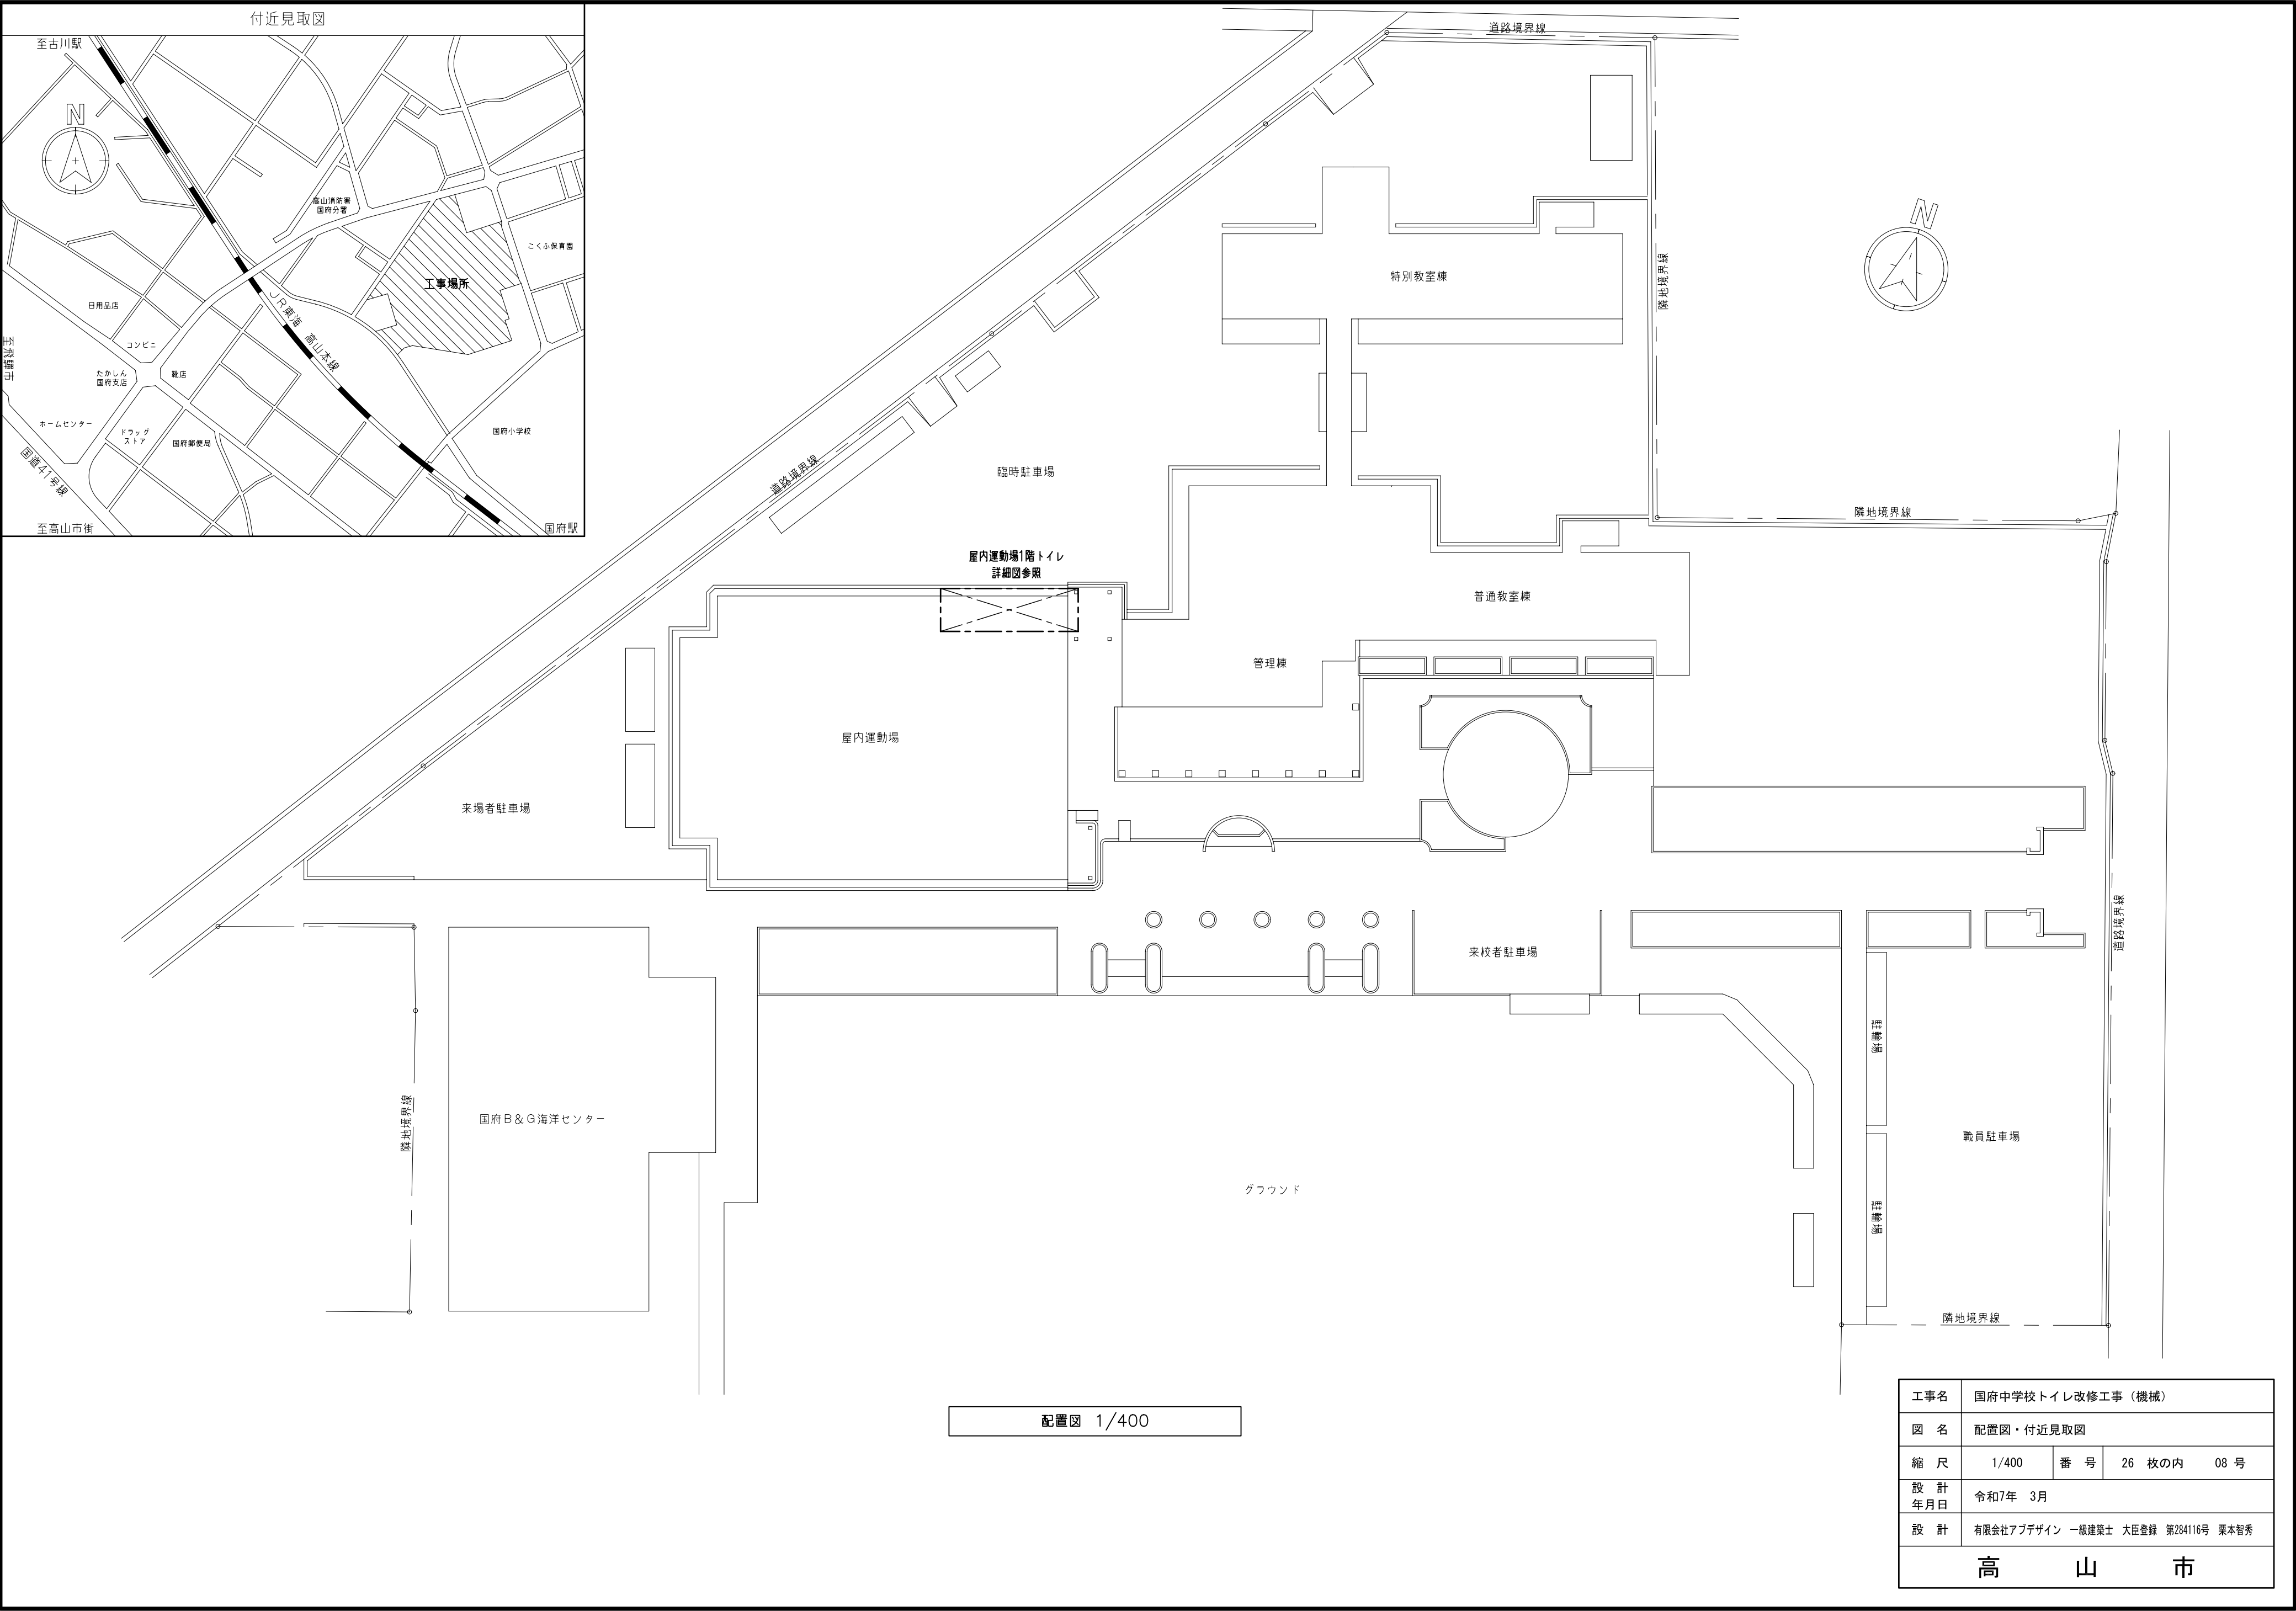 付近見取図
至古川駅
N
高山消防署
国府分署
こくふ保育園
工事場所
日用品店
JR東海 高山本線
コンビニ
至飛騨市
たかしん
国府支店
靴店
ホームセンター
ドラッグ
ストア
国府郵便局
国府小学校
国道41号線
至高山市街
国府駅
道路境界線
N
隣地境界線
特別教室棟
道路境界線
臨時駐車場
隣地境界線
屋内運動場1階トイレ
詳細図参照
普通教室棟
管理棟
屋内運動場
来場者駐車場
道路境界線
来校者駐車場
駐輪場
隣地境界線
国府B&G海洋センター
職員駐車場
グラウンド
駐輪場
隣地境界線
配置図 1/400
工事名 国府中学校トイレ改修工事（機械）
図 名 配置図・付近見取図
縮 尺 1/400 番 号 26 枚の内 08 号
設 計
年月日 令和7年 3月
設 計 有限会社アブデザイン 一級建築士 大臣登録 第284116号 栗本智秀
高 山 市